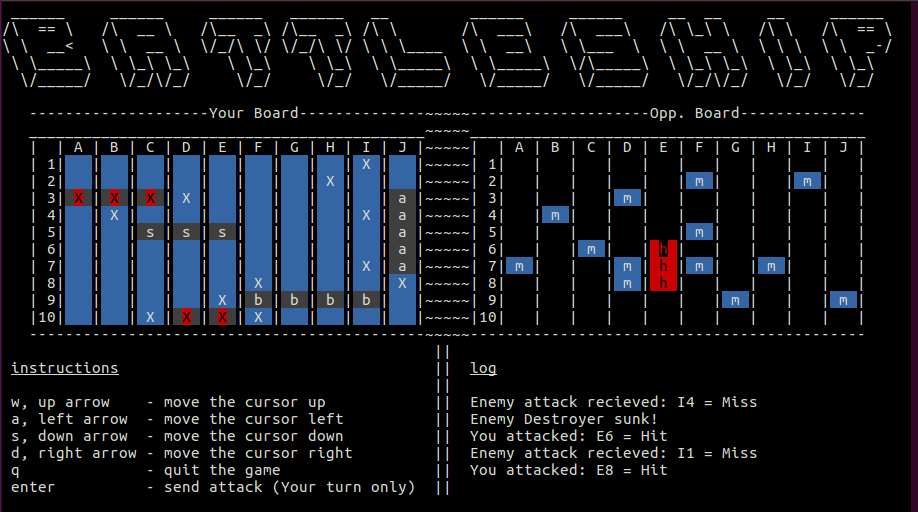 BATTLESHIP
Your Board Opp. Board
A B C D E F G H I J A B C D E F G H I J
1 X 1
2 X 2 m m
3 X X X X a 3 m
4 X X a 4 m
5 s s s a 5 m
6 a 6 m h
7 X a 7 m m h m m
8 X X 8 m h
9 X b b b b 9 m m
10 X X X X 10
instructions log
w, up arrow - move the cursor up Enemy attack recieved: I4 = Miss
a, left arrow - move the cursor left Enemy Destroyer sunk!
s, down arrow - move the cursor down You attacked: E6 = Hit
d, right arrow - move the cursor right Enemy attack recieved: I1 = Miss
q - quit the game You attacked: E8 = Hit
enter - send attack (Your turn only)